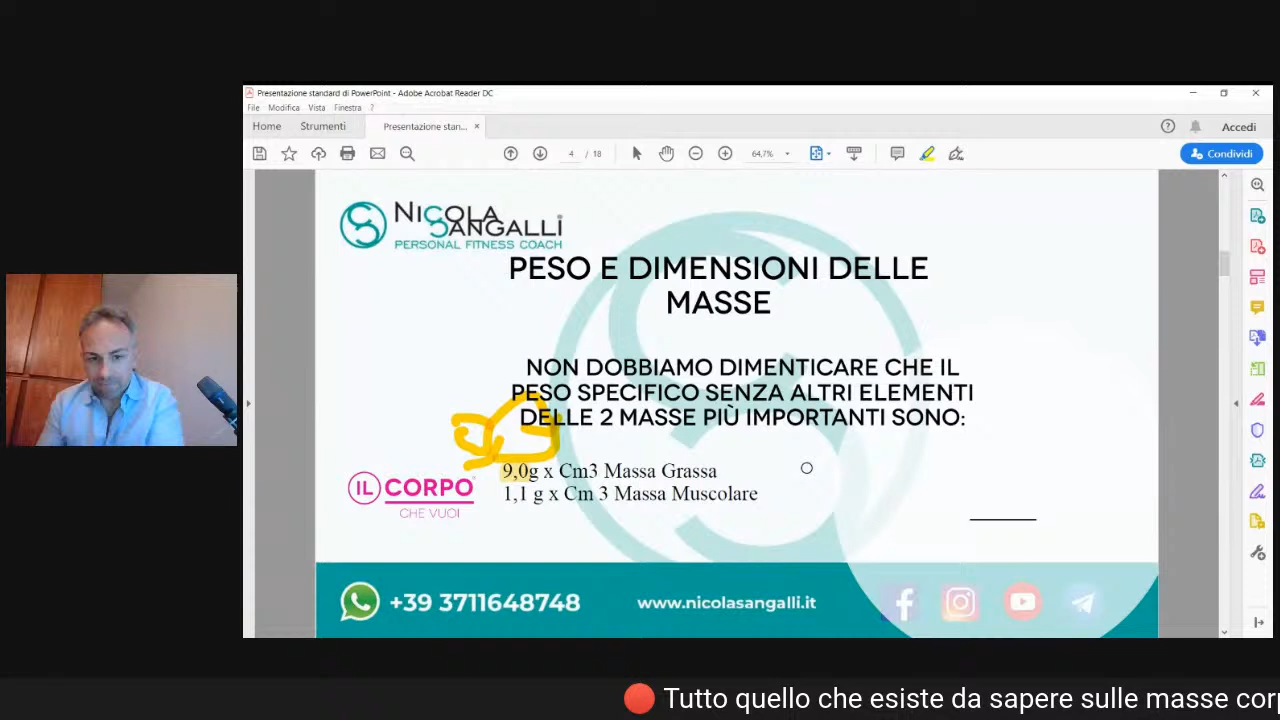 Presentazione standard di PowerPoint - Adobe Acrobat Reader DC
File Modifica Vista Finestra ?
Home Strumenti Presentazione stan... × Accedi
4 / 18 64,7% Condividi
NICOLA
SANGALLI®
PERSONAL FITNESS COACH
PESO E DIMENSIONI DELLE
MASSE
NON DOBBIAMO DIMENTICARE CHE IL
PESO SPECIFICO SENZA ALTRI ELEMENTI
DELLE 2 MASSE PIÙ IMPORTANTI SONO:
9,0g x Cm3 Massa Grassa
1,1 g x Cm 3 Massa Muscolare
IL CORPO
CHE VUOI
+39 3711648748 www.nicolasangalli.it
Tutto quello che esiste da sapere sulle masse cor